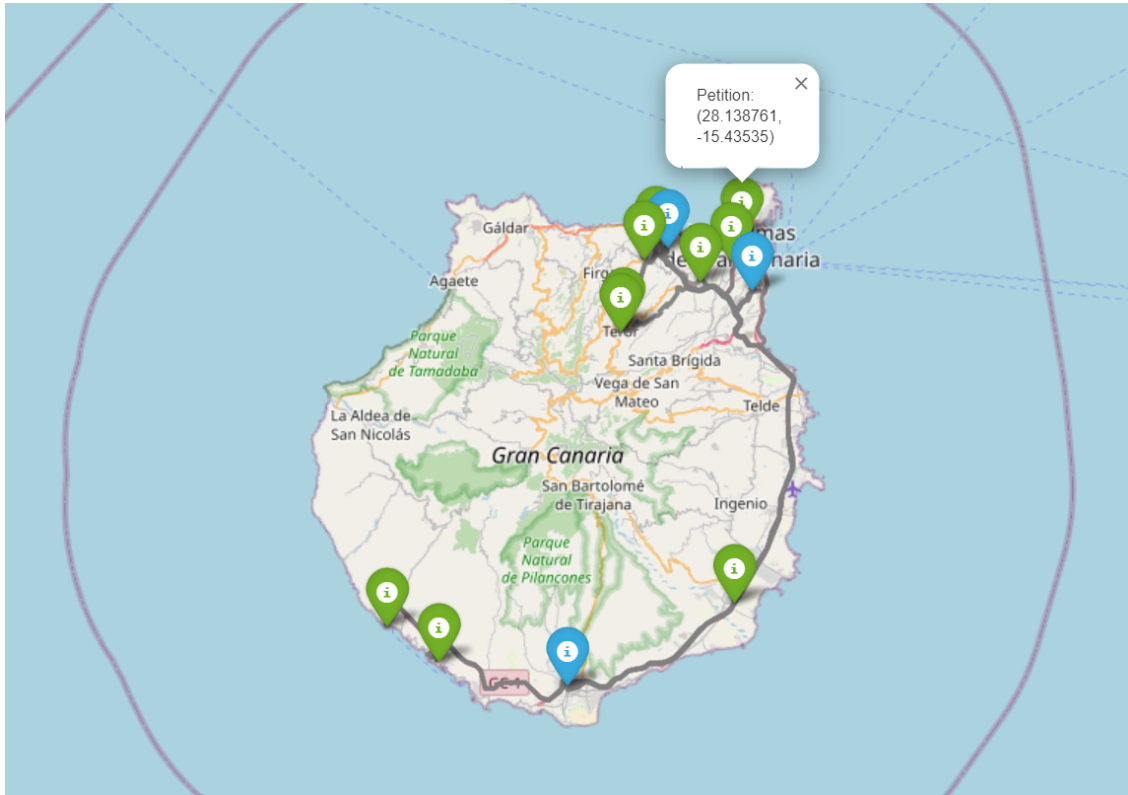 Petition:
(28.138761,
-15.43535)
Gáldar
Agaete
Teror
Parque
Natural
de Tamadaba
Santa Brígida
Vega de San
Mateo
Telde
La Aldea de
San Nicolás
Gran Canaria
San Bartolomé
de Tirajana
Ingenio
Parque
Natural
de Pilancones
GC-1